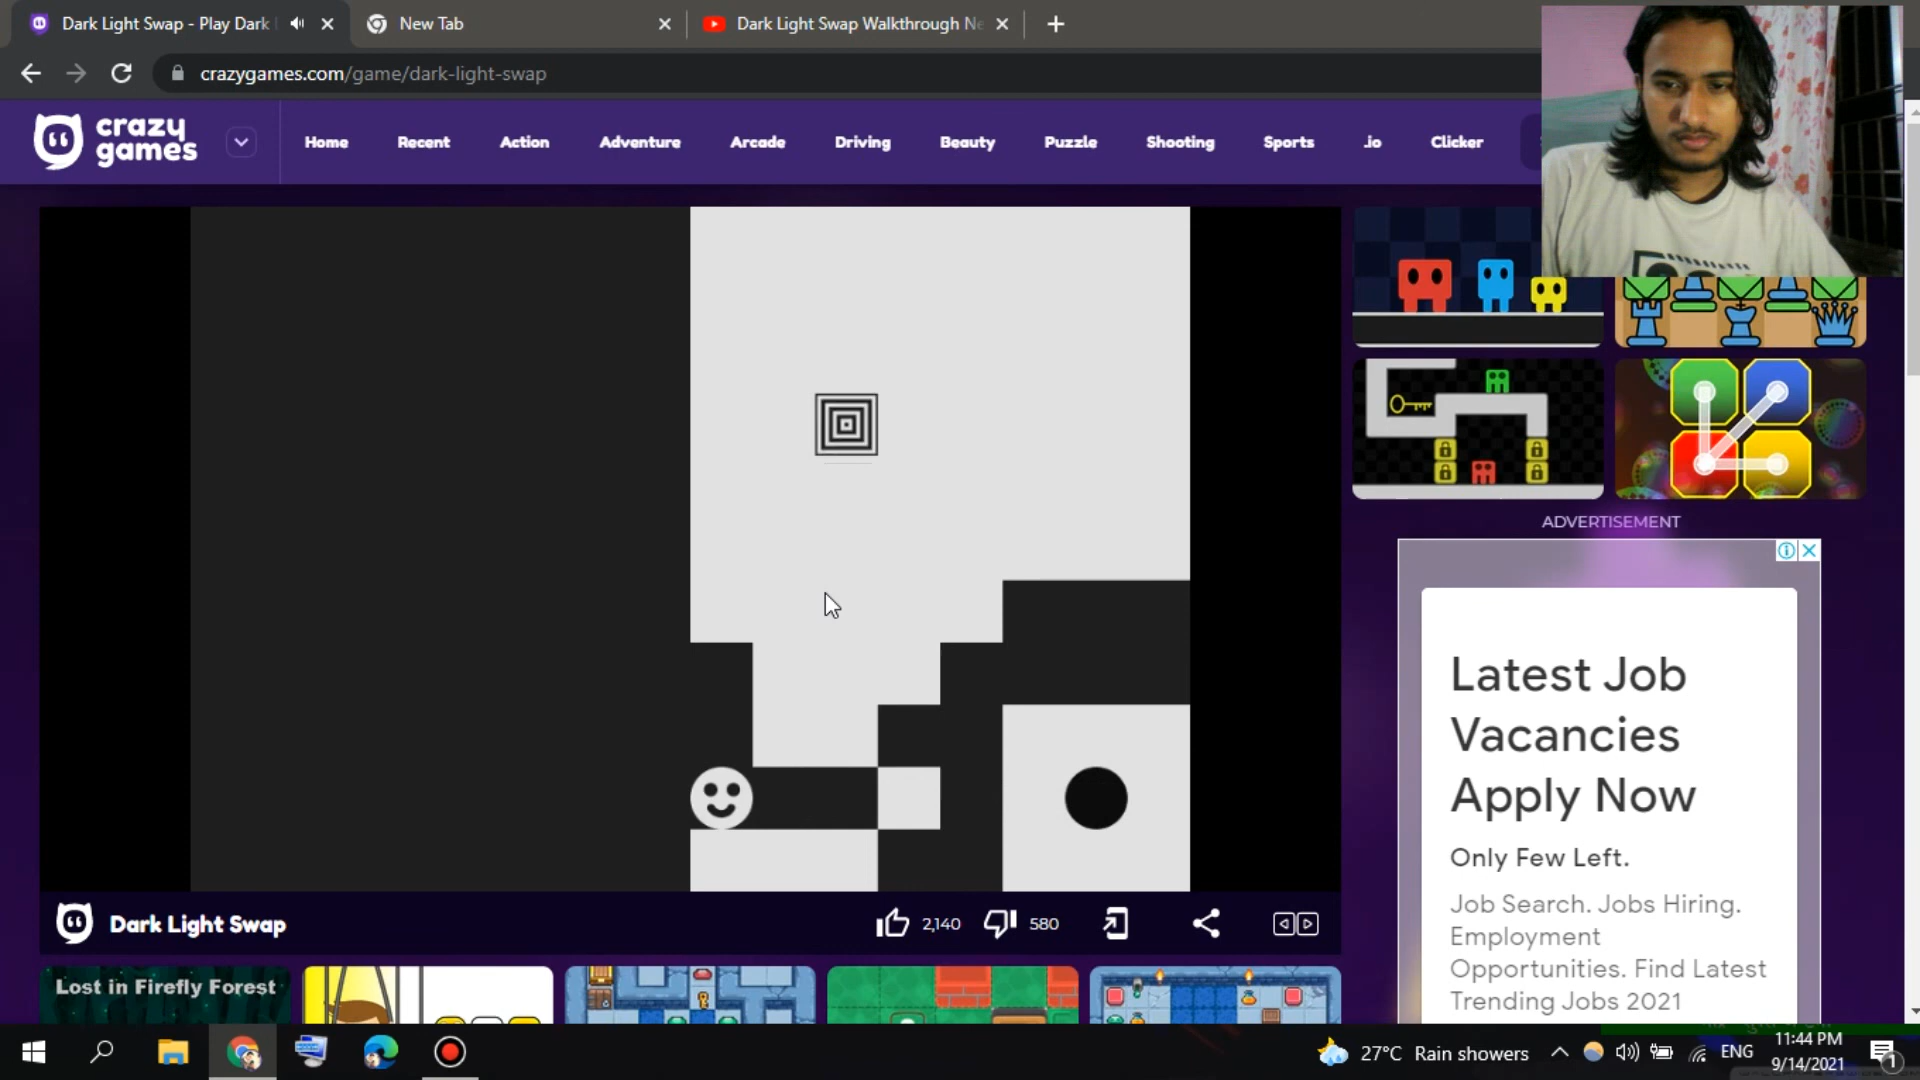 Dark Light Swap - Play Dark
New Tab
Dark Light Swap Walkthrough
crazygames.com/game/dark-light-swap
crazy games
Home
Recent
Action
Adventure
Arcade
Driving
Beauty
Puzzle
Shooting
Sports
.io
Clicker
ADVERTISEMENT
Latest Job
Vacancies
Apply Now
Only Few Left.
Job Search. Jobs Hiring.
Employment
Opportunities. Find Latest
Trending Jobs 2021
Dark Light Swap
2,140
580
Lost in Firefly Forest
27°C Rain showers
ENG
11:44 PM
9/14/2021
1